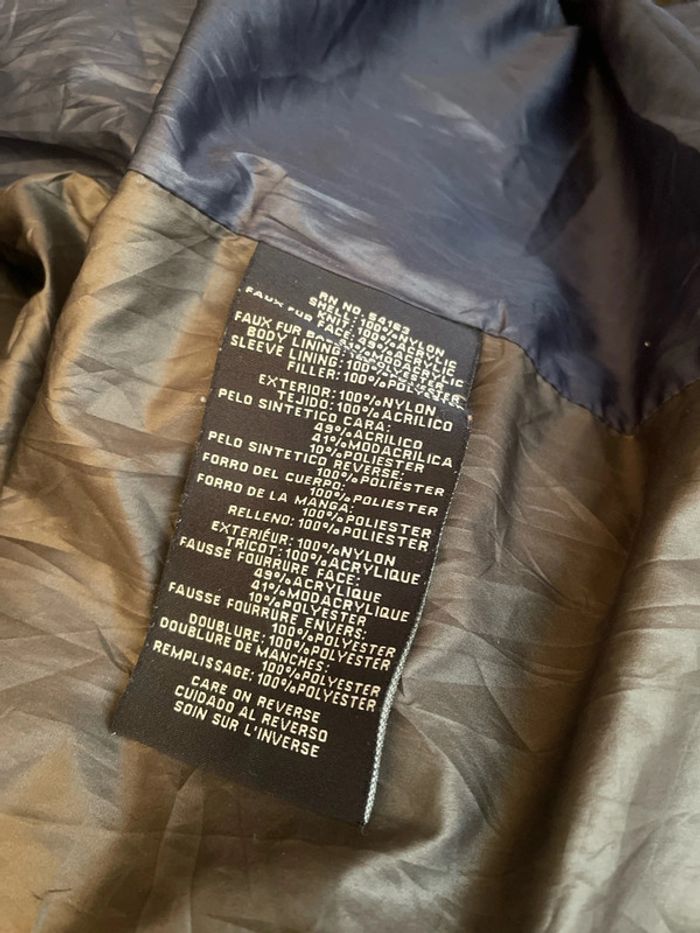 RN NO. 54163
SHELL: 100%NYLON
KNIT: 100%ACRYLIC
FAUX FUR FACE: 49%ACRYLIC
41%MODACRYLIC
FAUX FUR
BODY LINING: 100%POLYESTER
SLEEVE LINING: 100%POLYESTER
FILLER: 100%POLYESTER
EXTERIOR: 100%NYLON
TEJIDO: 100%ACRILICO
PELO SINTETICO CARA:
49%ACRILICO
41%MODACRILICA
10%POLIESTER
PELO SINTETICO REVERSE:
100%POLIESTER
FORRO DEL CUERPO:
100%POLIESTER
FORRO DE LA MANGA:
100%POLIESTER
RELLENO: 100%POLIESTER
EXTERIÉUR: 100%NYLON
TRICOT: 100%ACRYLIQUE
FAUSSE FOURRURE FACE:
49%ACRYLIQUE
41%MODACRYLIQUE
10%POLYESTER
FAUSSE FOURRURE ENVERS:
100%POLYESTER
DOUBLURE: 100%POLYESTER
DOUBLURE DE MANCHES:
100%POLYESTER
REMPLISSAGE: 100%POLYESTER
CARE ON REVERSE
CUIDADO AL REVERSO
SOIN SUR L'INVERSE